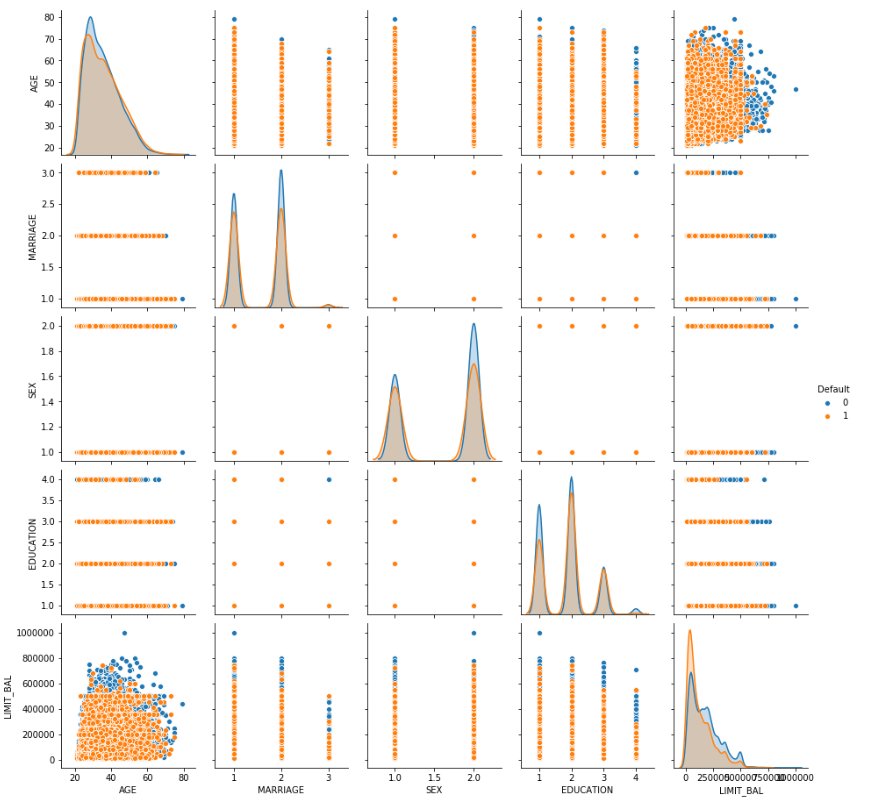 80
70
60
50
40
30
20
AGE
3.0
2.5
2.0
1.5
1.0
MARRIAGE
2.0
1.8
1.6
1.4
1.2
1.0
SEX
Default
0
1
4.0
3.5
3.0
2.5
2.0
1.5
1.0
EDUCATION
1000000
800000
600000
400000
200000
0
LIMIT_BAL
20 40 60 80
1 2 3
1.0 1.5 2.0
1 2 3 4
0 250000 500000 750000 1000000
AGE
MARRIAGE
SEX
EDUCATION
LIMIT_BAL